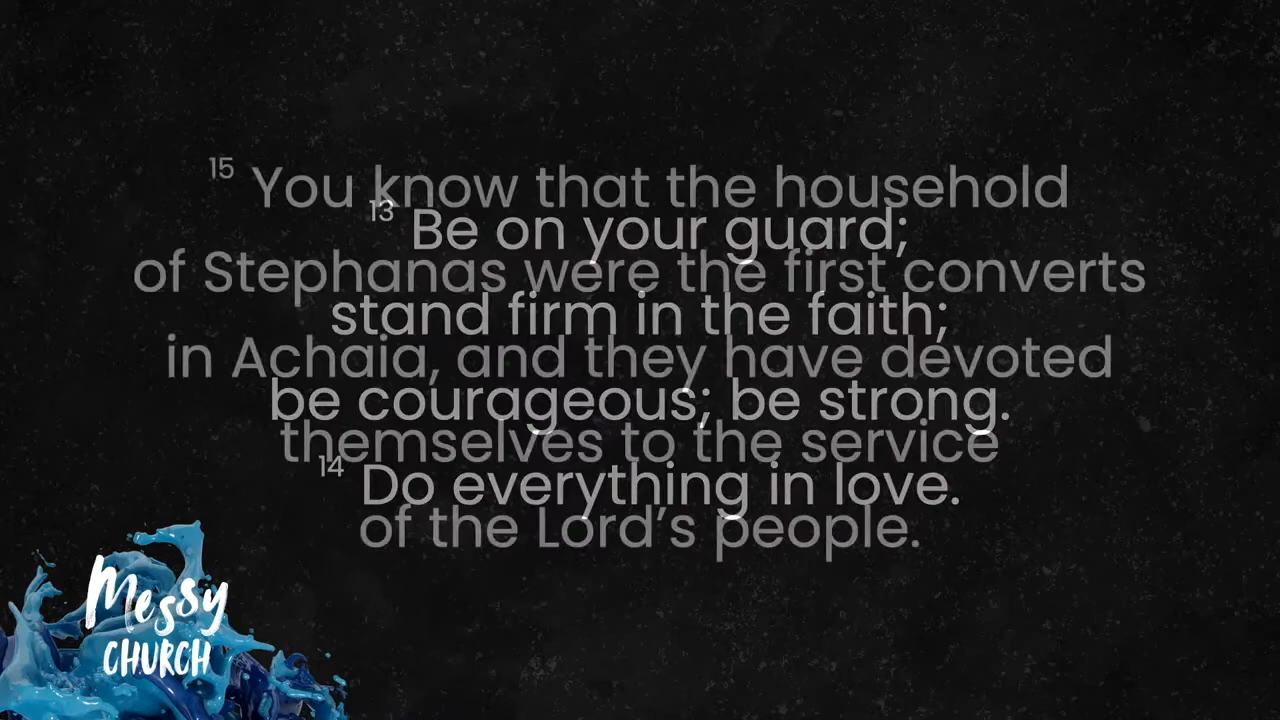 13 Be on your guard;
stand firm in the faith;
be courageous; be strong.
14 Do everything in love.
15 You know that the household
of Stephanas were the first converts
in Achaia, and they have devoted
themselves to the service
of the Lord’s people.
Messy
CHURCH